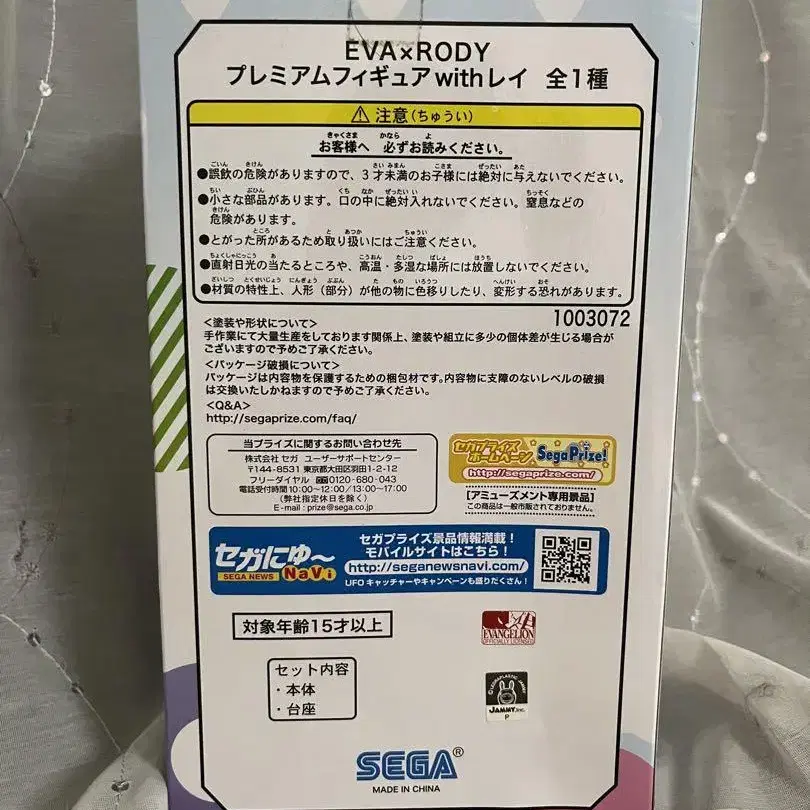 EVA×RODY
プレミアムフィギュアwithレイ 全1種
⚠注意(ちゅうい)
お客様へ 必ずお読みください。
●誤飲の危険がありますので、3才未満のお子様には絶対に与えないでください。
●小さな部品があります。口の中に絶対入れないでください。窒息などの
危険があります。
●とがった所があるため取り扱いにはご注意ください。
●直射日光の当たるところや、高温・多湿な場所には放置しないでください。
●材質の特性上、人形(部分)が他の物に色移りしたり、変形する恐れがあります。
1003072
<塗装や形状について>
手作業にて大量生産をしております関係上、塗装や組立に多少の個体差が生じる場合が
ございますので予めご了承ください。
<パッケージ破損について>
パッケージは内容物を保護するための梱包材です。内容物に支障のないレベルの破損
は交換いたしかねますので予めご了承ください。
<Q&A>
http://segaprize.com/faq/
当プライズに関するお問い合わせ先
株式会社 セガ ユーザーサポートセンター
〒144-8531 東京都大田区羽田1-2-12
フリーダイヤル 0120-680-043
電話受付時間 10:00~12:00/13:00~17:00
(弊社指定休日を除く)
E.mail : prize@sega.co.jp
セガプライズ
ホームページ SegaPrize!
http://segaprize.com/
【アミューズメント専用景品】
この商品は一般市販されておりません。
セガにゅ〜
SEGA NEWS NaVi
セガプライズ景品情報満載!
モバイルサイトはこちら!
http://seganewsnavi.com/
UFOキャッチャーやキャンペーンも盛りだくさん!
対象年齢15才以上
EVANGELION
OFFICIALLY LICENSED
セット内容
・本体
・台座
JAMMY,Inc.
P
SEGA®
MADE IN CHINA